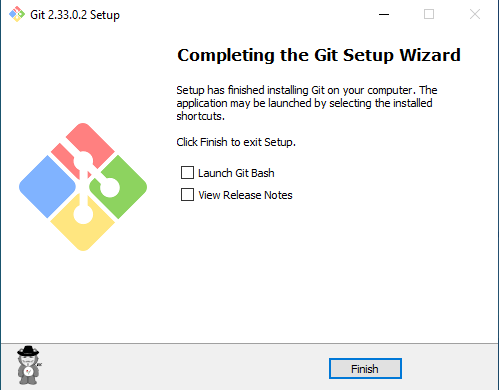 Git 2.33.0.2 Setup
Completing the Git Setup Wizard
Setup has finished installing Git on your computer. The
application may be launched by selecting the installed
shortcuts.
Click Finish to exit Setup.
Launch Git Bash
View Release Notes
Finish